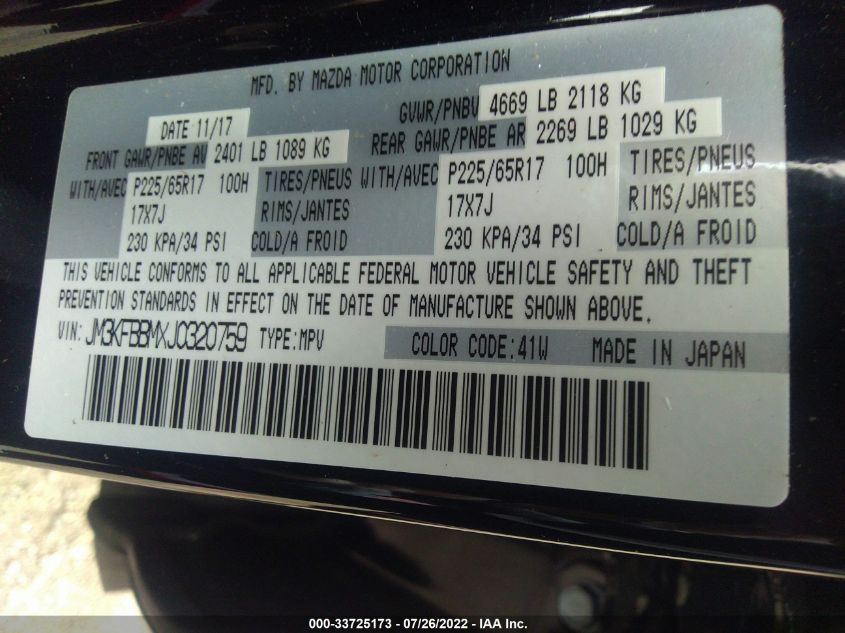 MFD. BY MAZDA MOTOR CORPORATION
DATE 11/17 GVWR/PNBV 4669 LB 2118 KG
FRONT GAWR/PNBE AV 2401 LB 1089 KG REAR GAWR/PNBE AR 2269 LB 1029 KG
WITH/AVEC P225/65R17 100H TIRES/PNEUS WITH/AVEC P225/65R17 100H TIRES/PNEUS
17X7J RIMS/JANTES 17X7J RIMS/JANTES
230 KPA/34 PSI COLD/A FROID 230 KPA/34 PSI COLD/A FROID
THIS VEHICLE CONFORMS TO ALL APPLICABLE FEDERAL MOTOR VEHICLE SAFETY AND THEFT
PREVENTION STANDARDS IN EFFECT ON THE DATE OF MANUFACTURE SHOWN ABOVE.
VIN: JM3KFBBMXJ0320759 TYPE:MPV COLOR CODE:41W MADE IN JAPAN
000-33725173 - 07/26/2022 - IAA Inc.